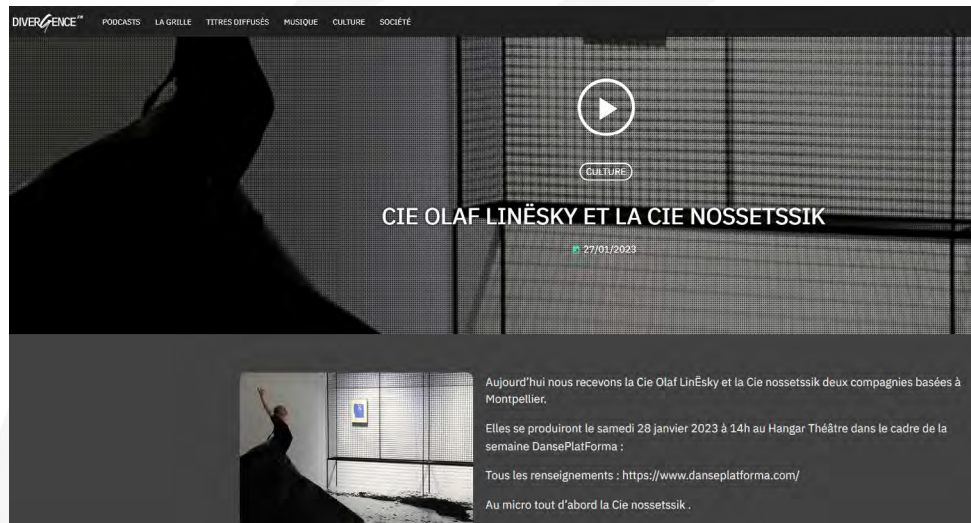 DIVERGENCE FM PODCASTS LA GRILLE TITRES DIFFUSÉS MUSIQUE CULTURE SOCIÉTÉ
CULTURE
CIE OLAF LINËSKY ET LA CIE NOSSETSSIK
27/01/2023
Aujourd'hui nous recevons la Cie Olaf LinËsky et la Cie nossetssik deux compagnies basées à
Montpellier.
Elles se produiront le samedi 28 janvier 2023 à 14h au Hangar Théâtre dans le cadre de la
semaine DansePlatForma :
Tous les renseignements : https://www.danseplatforma.com/
Au micro tout d'abord la Cie nossetssik .